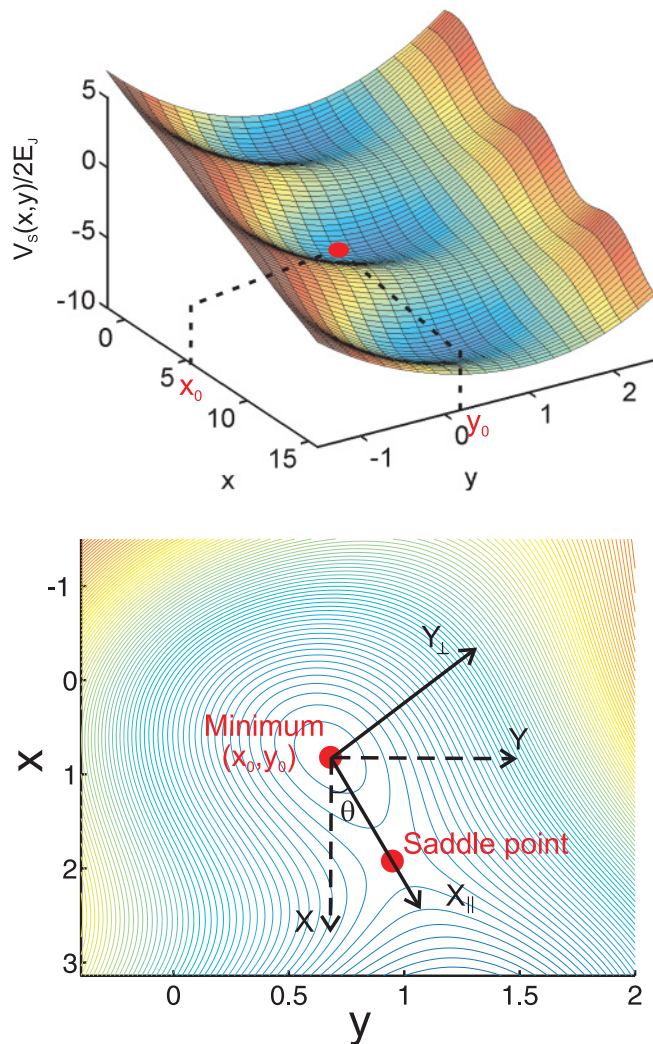 V_s(x,y)/2E_J
5
0
-5
-10
0
5
10
15
x_0
x
-1
0
1
2
y_0
y
-1
0
1
2
3
x
Y_⊥
Minimum
(x_0,y_0)
Y
θ
Saddle point
X
X_∥
0
0.5
1
1.5
2
y